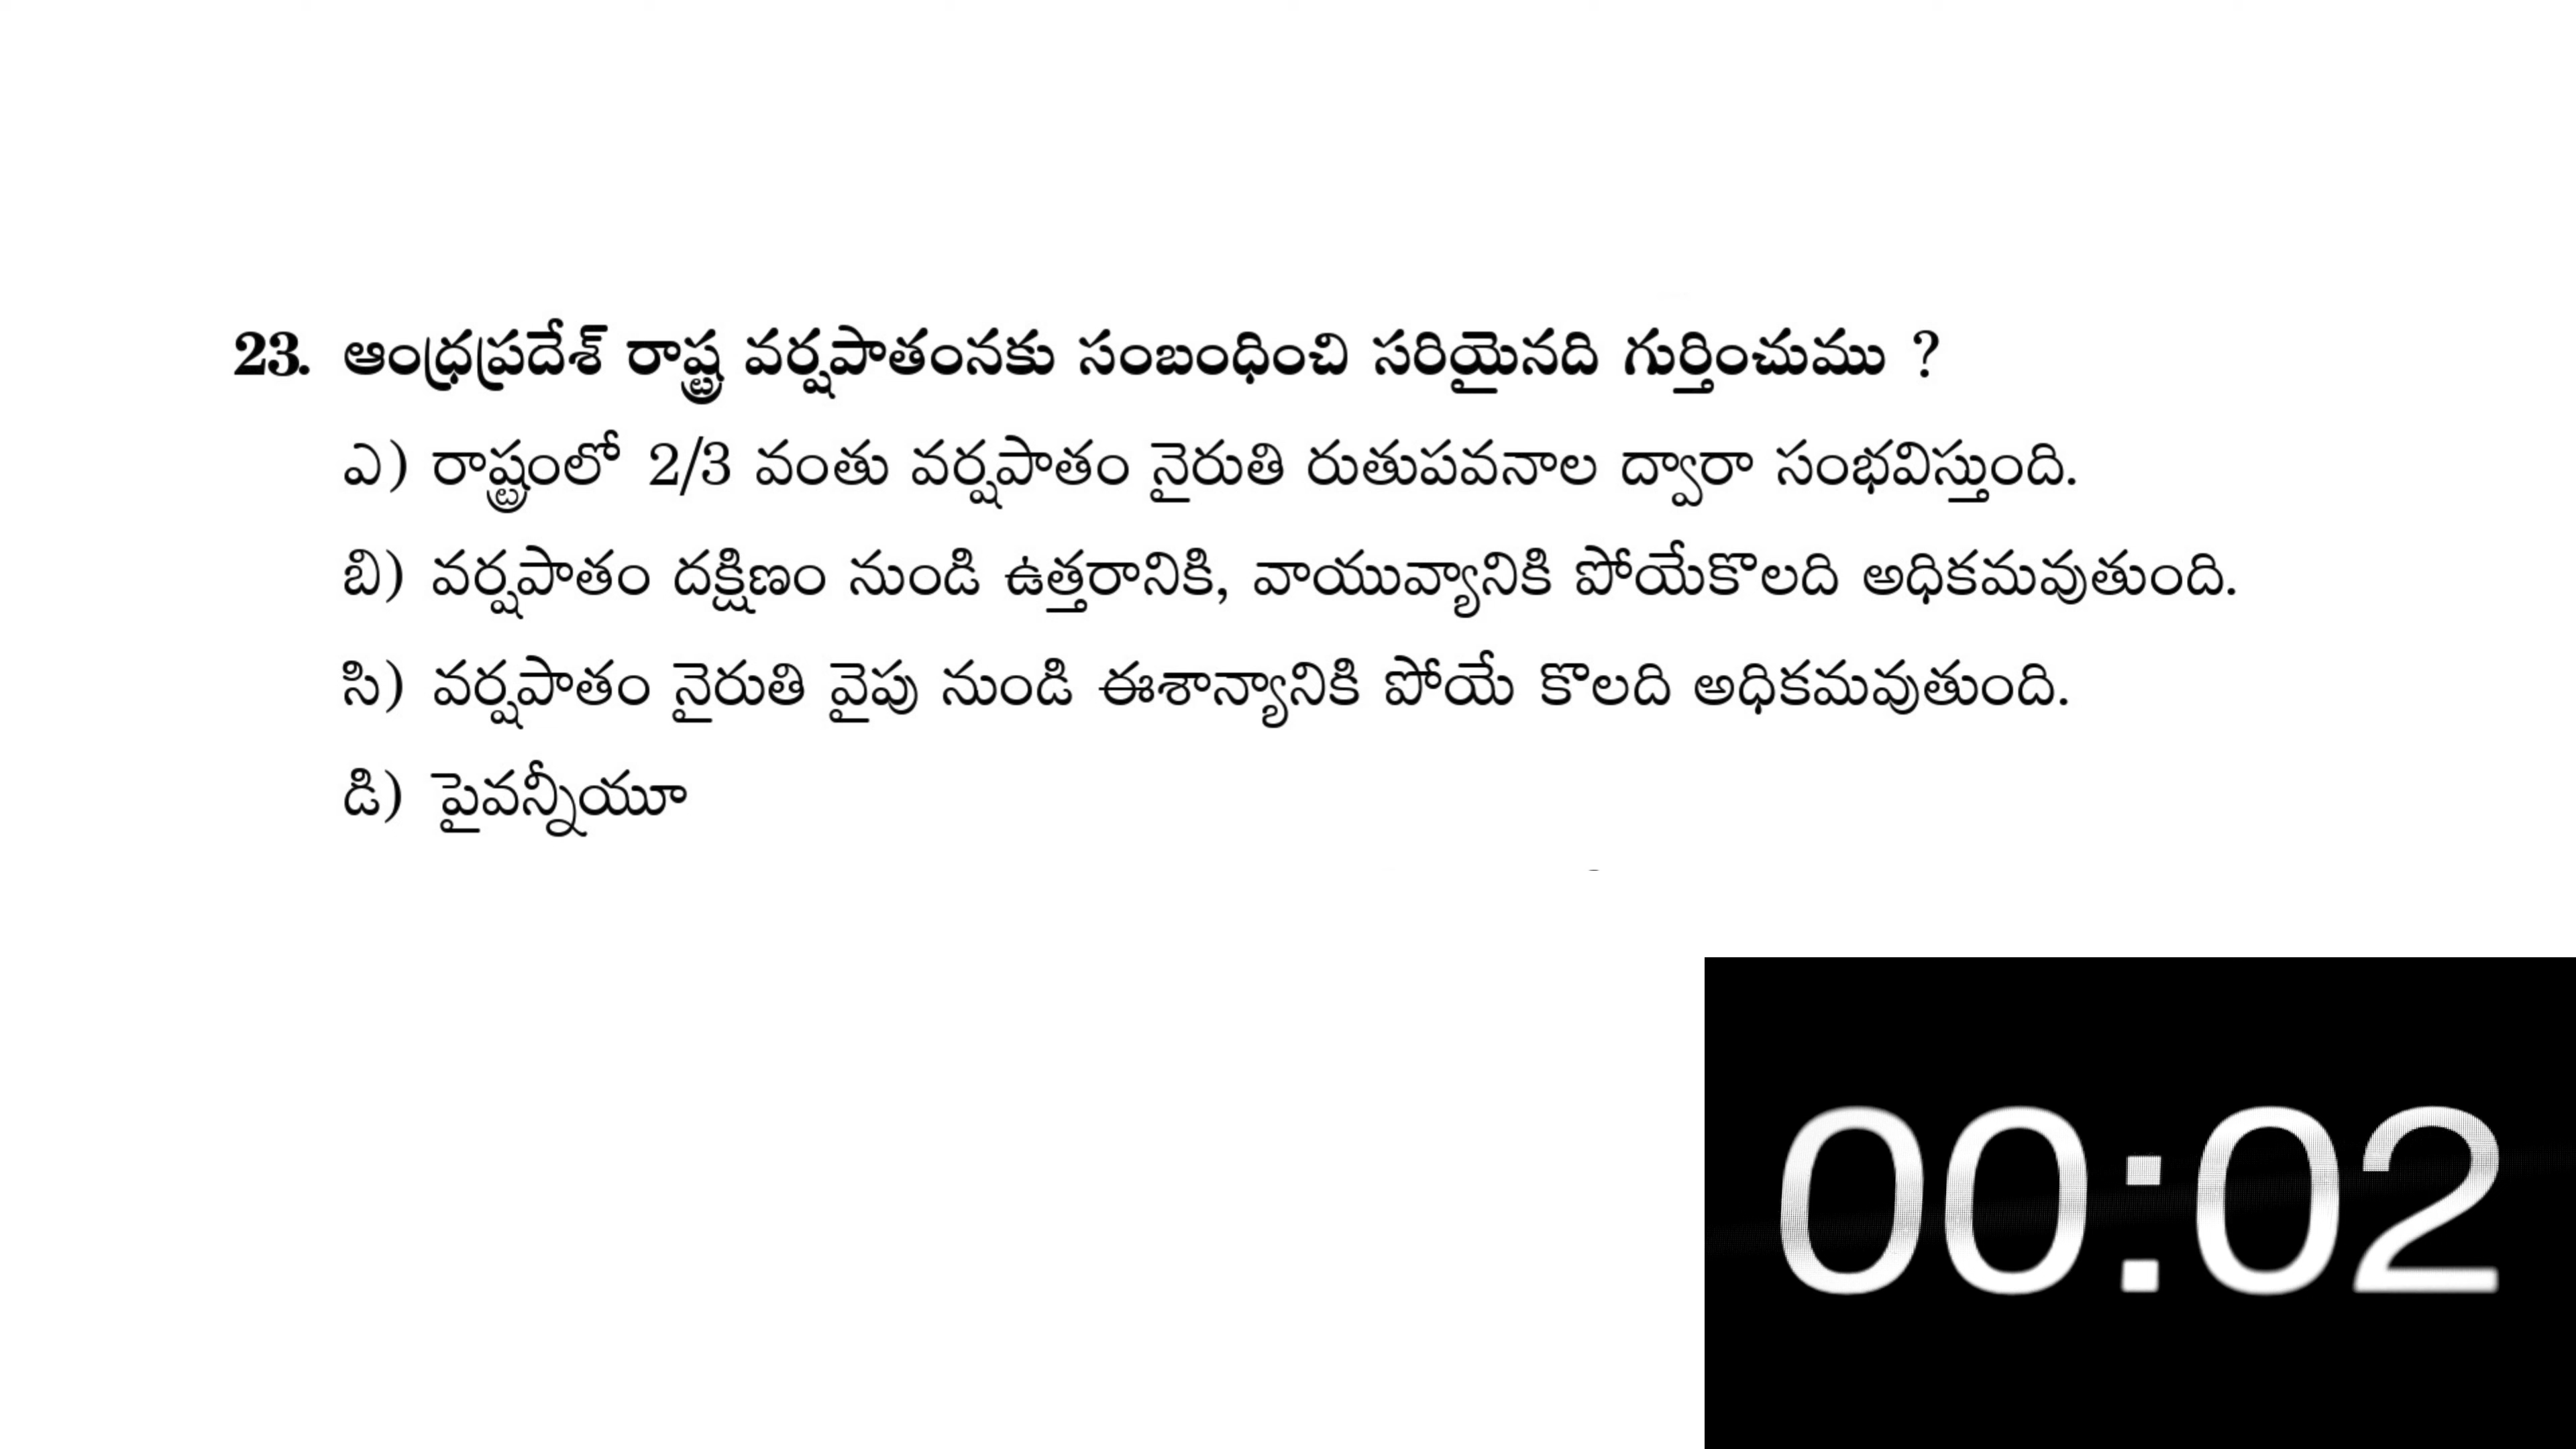 23. ఆంధ్రప్రదేశ్ రాష్ట్ర వర్షపాతంనకు సంబంధించి సరియైనది గుర్తించుము ?
ఎ) రాష్ట్రంలో 2/3 వంతు వర్షపాతం నైరుతి రుతుపవనాల ద్వారా సంభవిస్తుంది.
బి) వర్షపాతం దక్షిణం నుండి ఉత్తరానికి, వాయువ్యానికి పోయేకొలది అధికమవుతుంది.
సి) వర్షపాతం నైరుతి వైపు నుండి ఈశాన్యానికి పోయే కొలది అధికమవుతుంది.
డి) పైవన్నీయూ
00:02